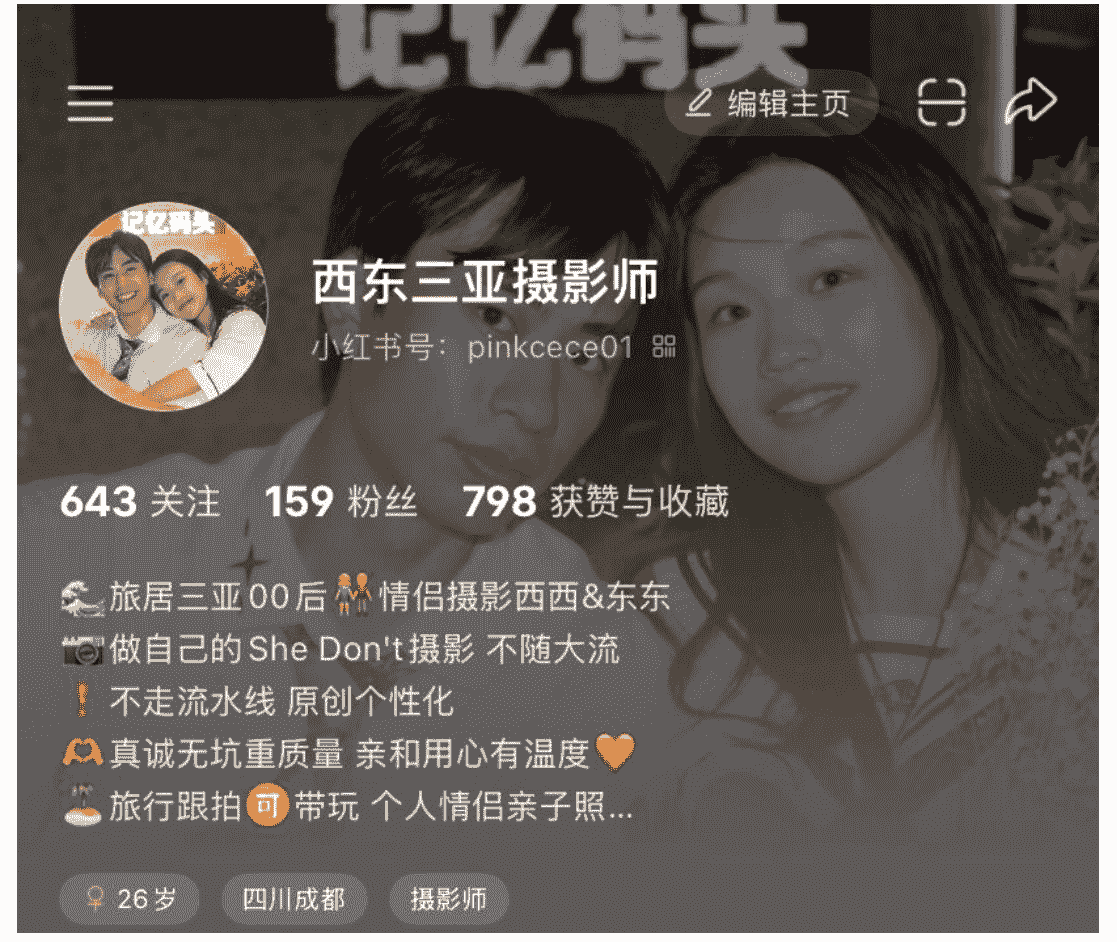 记忆码头
编辑主页
记忆码头
西东三亚摄影师
小红书号：pinkcece01
643 关注 159 粉丝 798 获赞与收藏
🌊旅居三亚00后👭情侣摄影西西&东东
📷做自己的She Don't摄影 不随大流
❗不走流水线 原创个性化
🫶真诚无坑重质量 亲和用心有温度🧡
🏝️旅行跟拍🉑带玩 个人情侣亲子照...
♀ 26岁 四川成都 摄影师